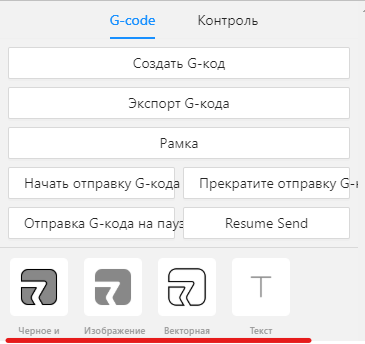 G-code Контроль
Создать G-код
Экспорт G-кода
Рамка
Начать отправку G-кода Прекратите отправку G-к
Отправка G-кода на пауз Resume Send
Черное и Изображение Векторная Текст